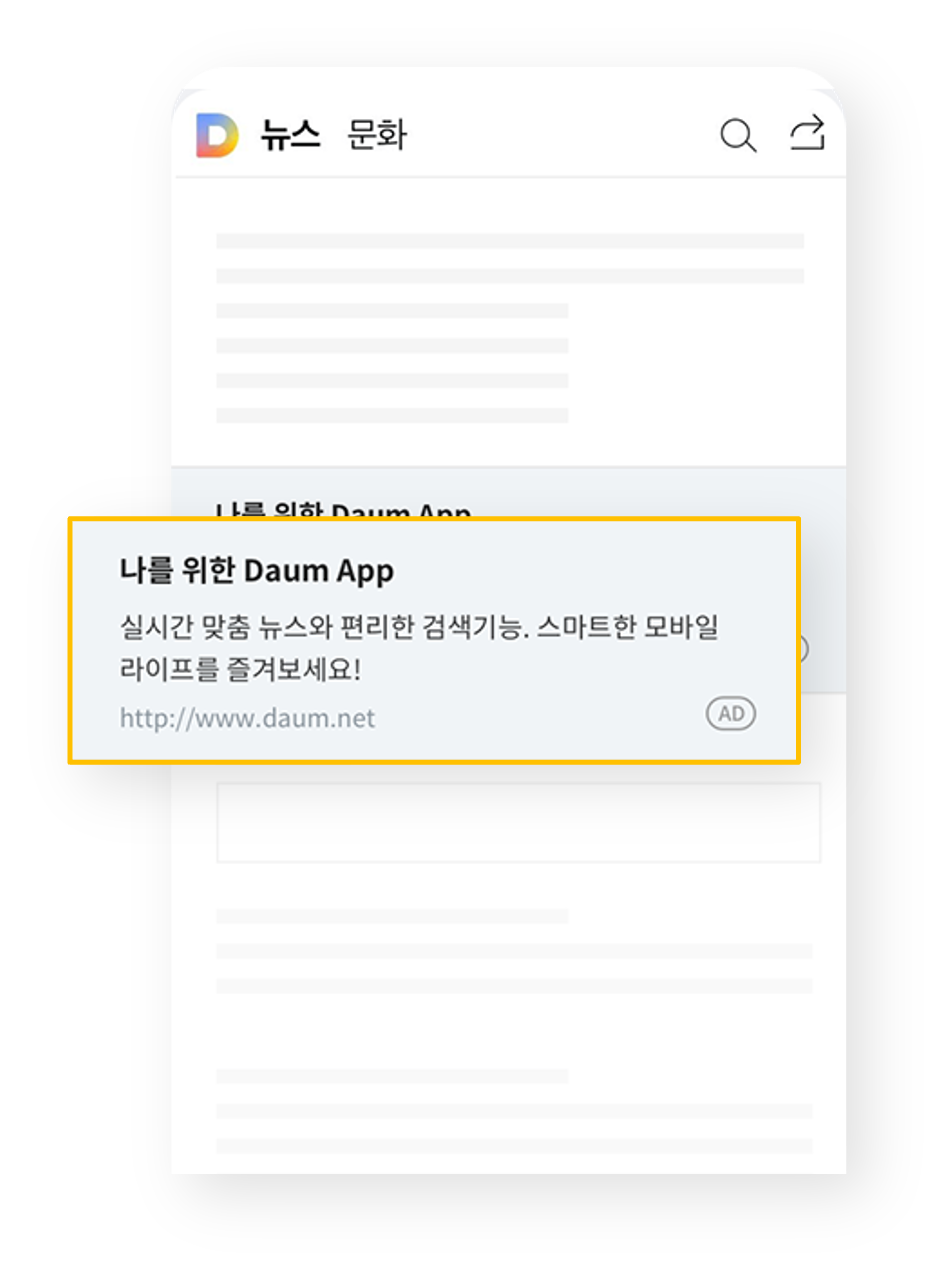 뉴스 문화
나를 위한 Daum App
나를 위한 Daum App
실시간 맞춤 뉴스와 편리한 검색기능. 스마트한 모바일
라이프를 즐겨보세요!
http://www.daum.net
AD